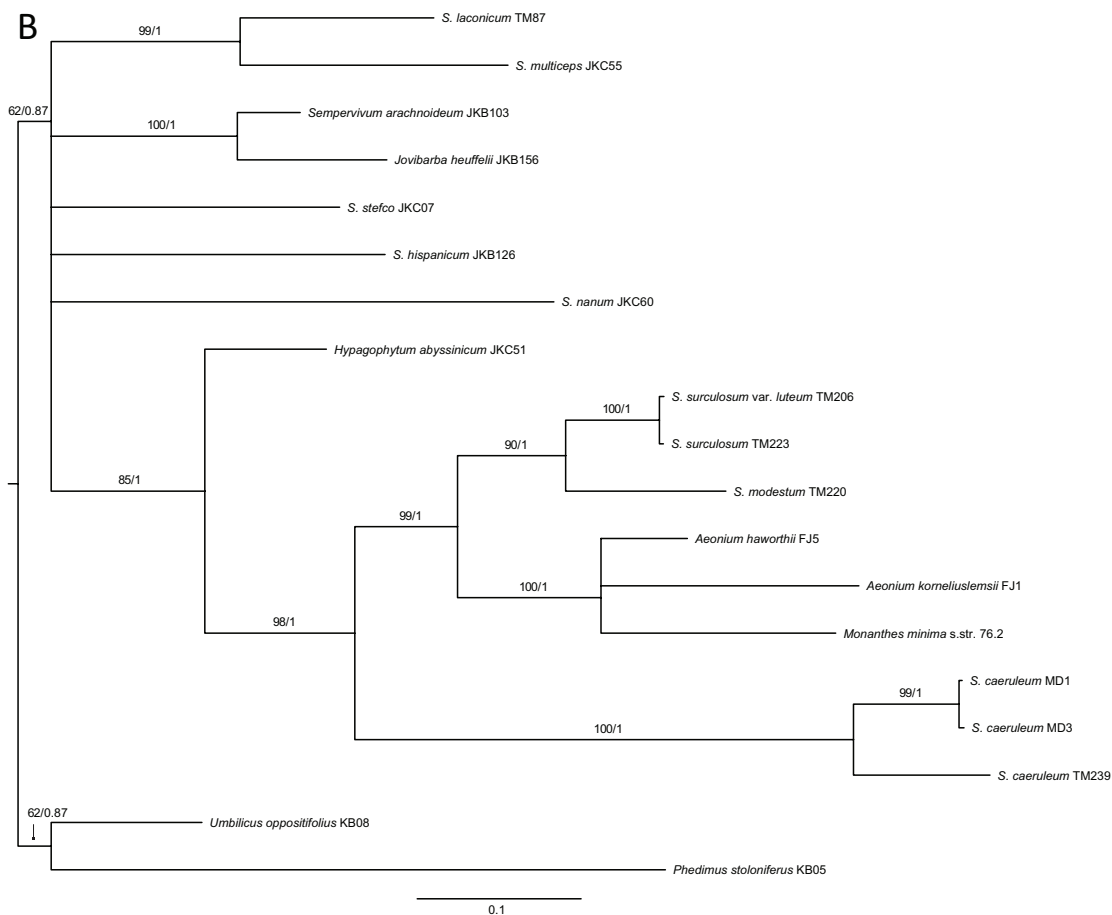 B
S. laconicum TM87
99/1
S. multiceps JKC55
62/0.87
Sempervivum arachnoideum JKB103
100/1
Jovibarba heuffelii JKB156
S. stefco JKC07
S. hispanicum JKB126
S. nanum JKC60
Hypagophytum abyssinicum JKC51
S. surculosum var. luteum TM206
100/1
S. surculosum TM223
90/1
85/1
S. modestum TM220
99/1
Aeonium haworthii FJ5
100/1
Aeonium korneliuslemsii FJ1
98/1
Monanthes minima s.str. 76.2
S. caeruleum MD1
99/1
S. caeruleum MD3
100/1
S. caeruleum TM239
62/0.87
Umbilicus oppositifolius KB08
Phedimus stoloniferus KB05
0.1